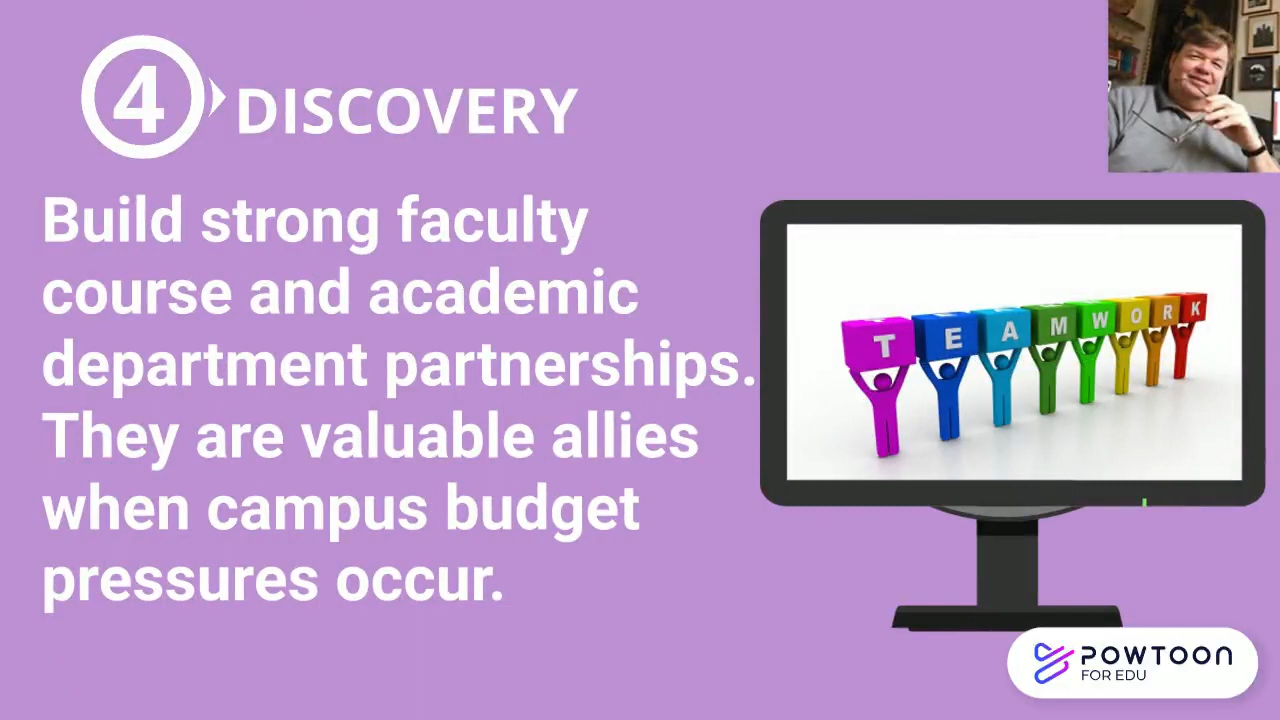 4 DISCOVERY
Build strong faculty
course and academic
department partnerships.
They are valuable allies
when campus budget
pressures occur.
TEAMWORK
POWTOON
FOR EDU